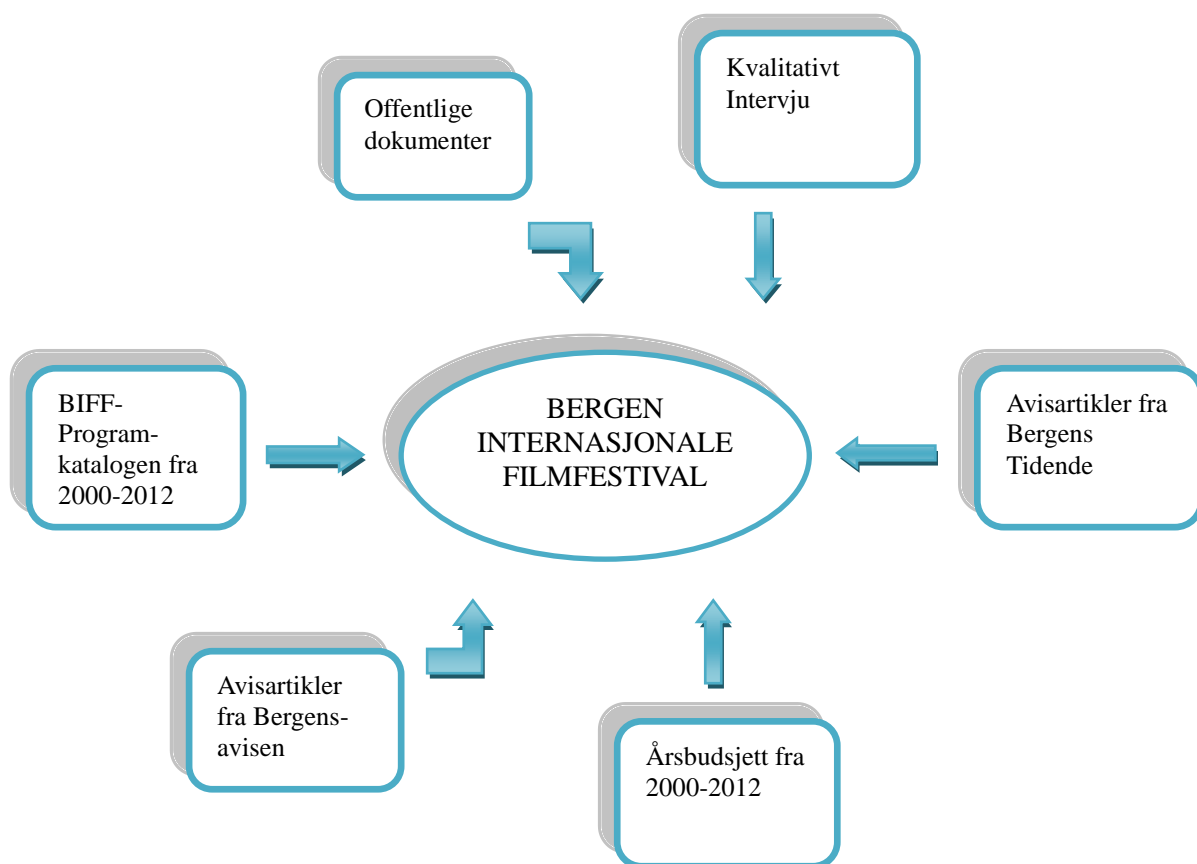 Offentlige
dokumenter
Kvalitativt
Intervju
BIFF-
Program-
katalogen fra
2000-2012
BERGEN
INTERNASJONALE
FILMFESTIVAL
Avisartikler fra
Bergens
Tidende
Avisartikler
fra Bergens-
avisen
Årsbudsjett fra
2000-2012